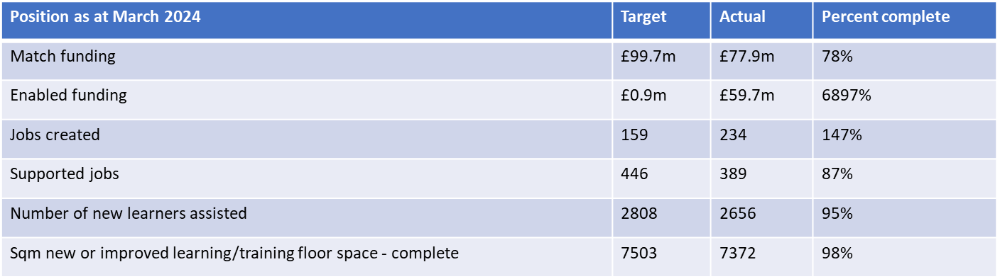 Position as at March 2024 Target Actual Percent complete
Match funding £99.7m £77.9m 78%
Enabled funding £0.9m £59.7m 6897%
Jobs created 159 234 147%
Supported jobs 446 389 87%
Number of new learners assisted 2808 2656 95%
Sqm new or improved learning/training floor space - complete 7503 7372 98%